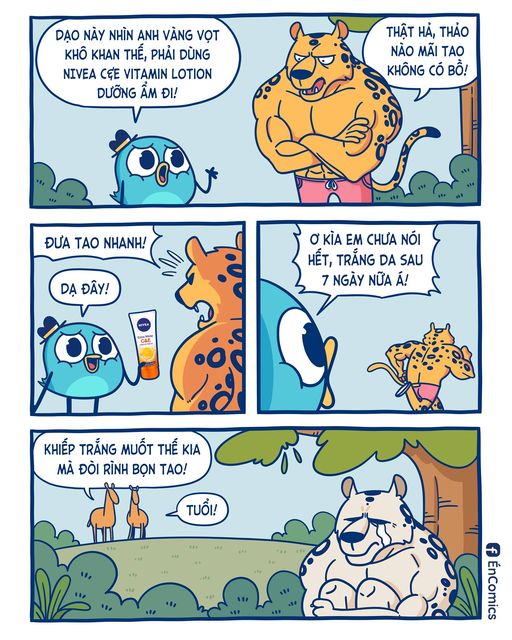 DẠO NÀY NHÌN ANH VÀNG VỌT
KHÔ KHAN THẾ, PHẢI DÙNG
NIVEA C&E VITAMIN LOTION
DƯỠNG ẨM ĐI!
THẬT HẢ, THẢO
NÀO MÃI TAO
KHÔNG CÓ BỒ!
ĐƯA TAO NHANH!
DẠ ĐÂY!
NIVEA
C&E
Ơ KÌA EM CHƯA NÓI
HẾT, TRẮNG DA SAU
7 NGÀY NỮA Á!
KHIẾP TRẮNG MUỐT THẾ KIA
MÀ ĐÒI RÌNH BỌN TAO!
TUỔI!
ÉnComics